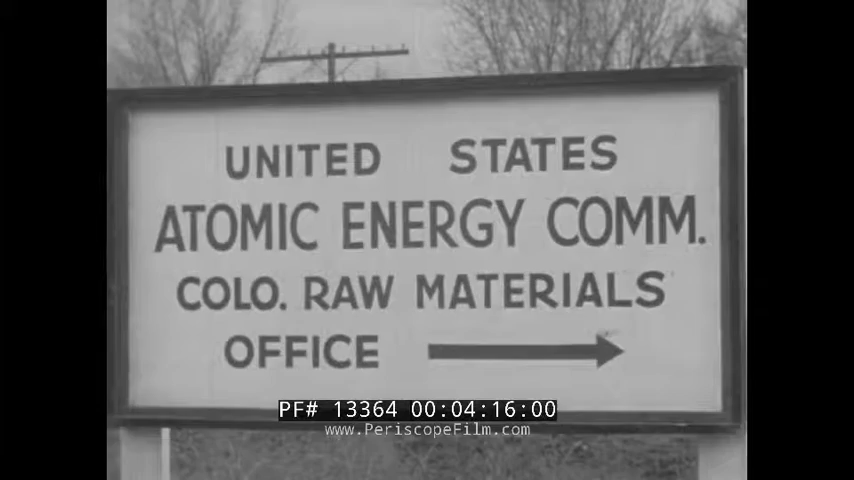 UNITED STATES
ATOMIC ENERGY COMM.
COLO. RAW MATERIALS
OFFICE
PF# 13364 00:04:16:00
www.PeriscopeFilm.com